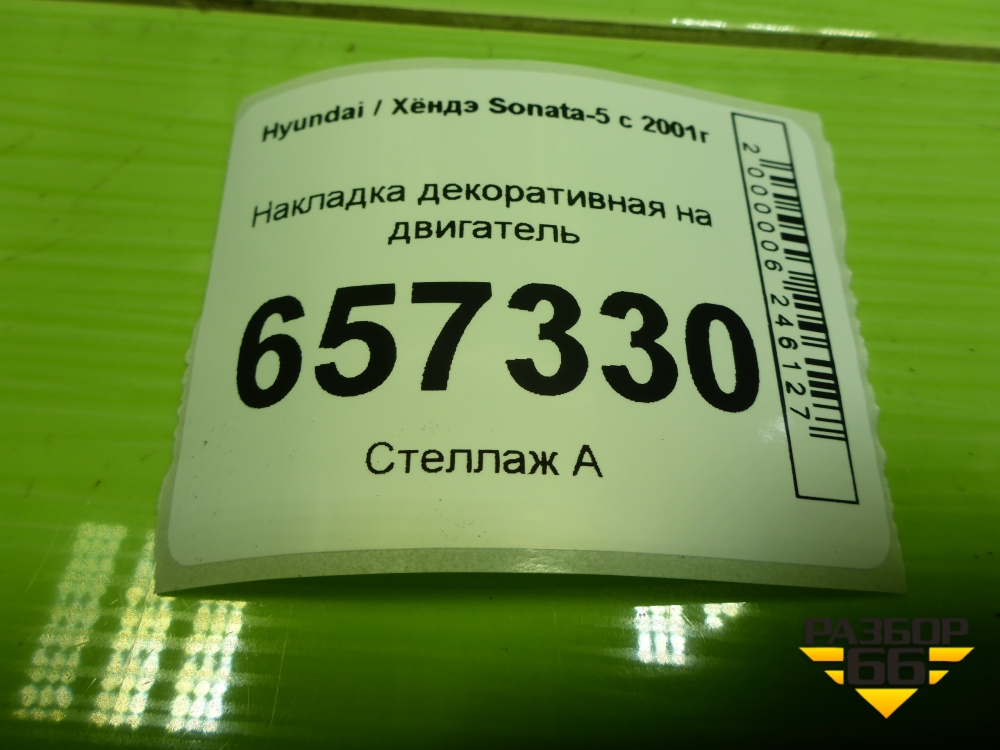 Hyundai / Хёндэ Sonata-5 с 2001г
Накладка декоративная на
двигатель
657330
Стеллаж А
2000006246127
РАЗБОР
66